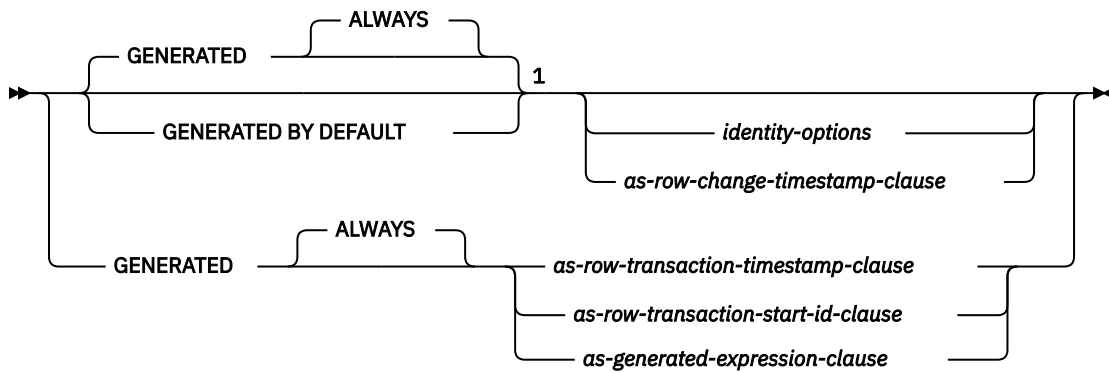 ALWAYS
GENERATED
1
GENERATED BY DEFAULT
identity-options
as-row-change-timestamp-clause
ALWAYS
GENERATED
as-row-transaction-timestamp-clause
as-row-transaction-start-id-clause
as-generated-expression-clause